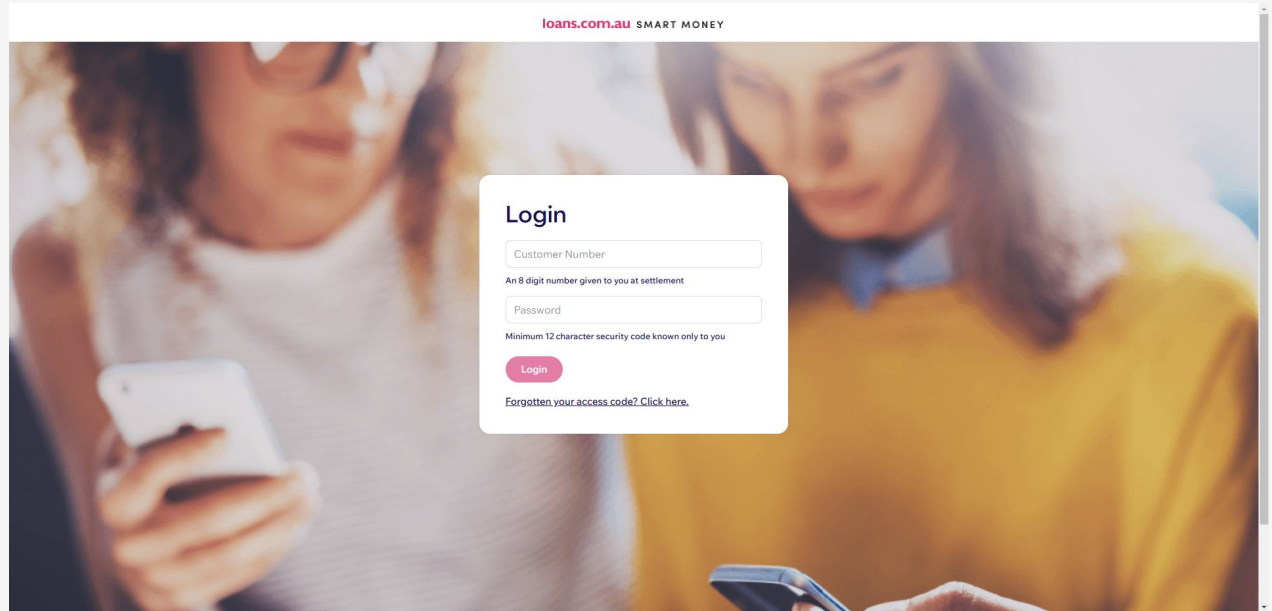 loans.com.au SMART MONEY
Login
Customer Number
An 8 digit number given to you at settlement
Password
Minimum 12 character security code known only to you
Login
Forgotten your access code? Click here.